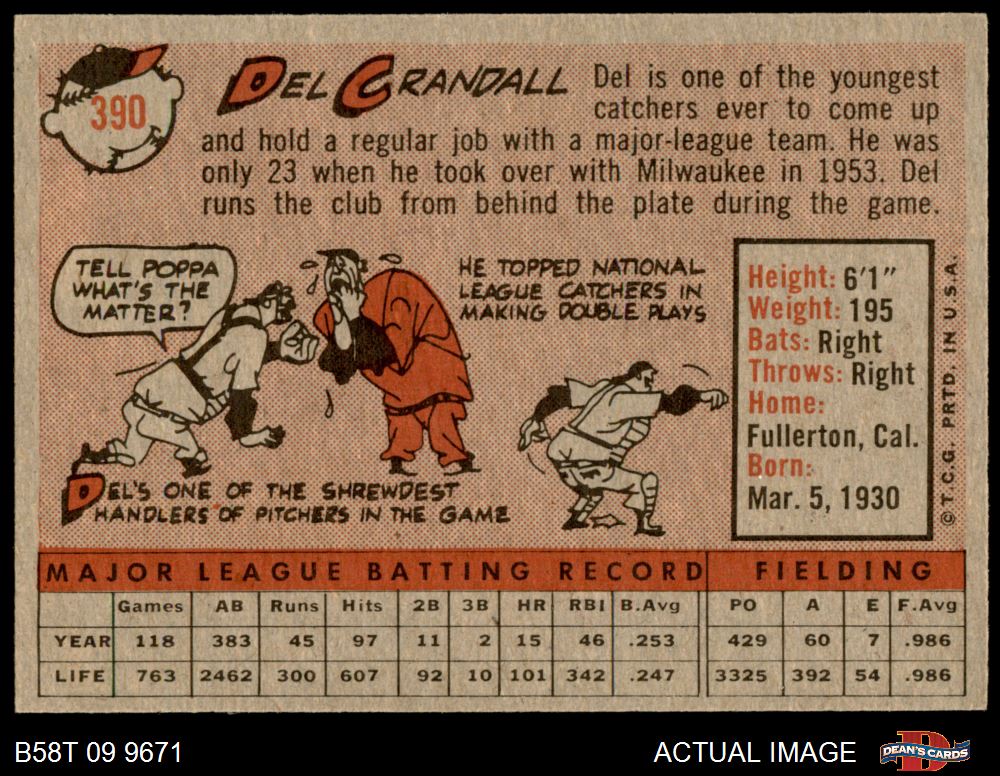 390
DEL CRANDALL
Del is one of the youngest
catchers ever to come up
and hold a regular job with a major-league team. He was
only 23 when he took over with Milwaukee in 1953. Del
runs the club from behind the plate during the game.
TELL POPPA
WHAT'S THE
MATTER?
HE TOPPED NATIONAL
LEAGUE CATCHERS IN
MAKING DOUBLE PLAYS
DEL'S ONE OF THE SHREWDEST
HANDLERS OF PITCHERS IN THE GAME
Height: 6'1"
Weight: 195
Bats: Right
Throws: Right
Home:
Fullerton, Cal.
Born:
Mar. 5, 1930
© T.C.G. PRTD. IN U.S.A.
MAJOR LEAGUE BATTING RECORD FIELDING
Games AB Runs Hits 2B 3B HR RBI B.Avg PO A E F.Avg
YEAR 118 383 45 97 11 2 15 46 .253 429 60 7 .986
LIFE 763 2462 300 607 92 10 101 342 .247 3325 392 54 .986
B58T 09 9671
ACTUAL IMAGE
D
DEAN'S CARDS